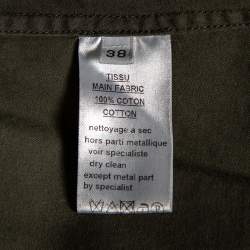 38
TISSU
MAIN FABRIC
100% COTON
COTTON
nettoyage a sec
hors parti metallique
voir specialiste
dry clean
except metal part
by specialist